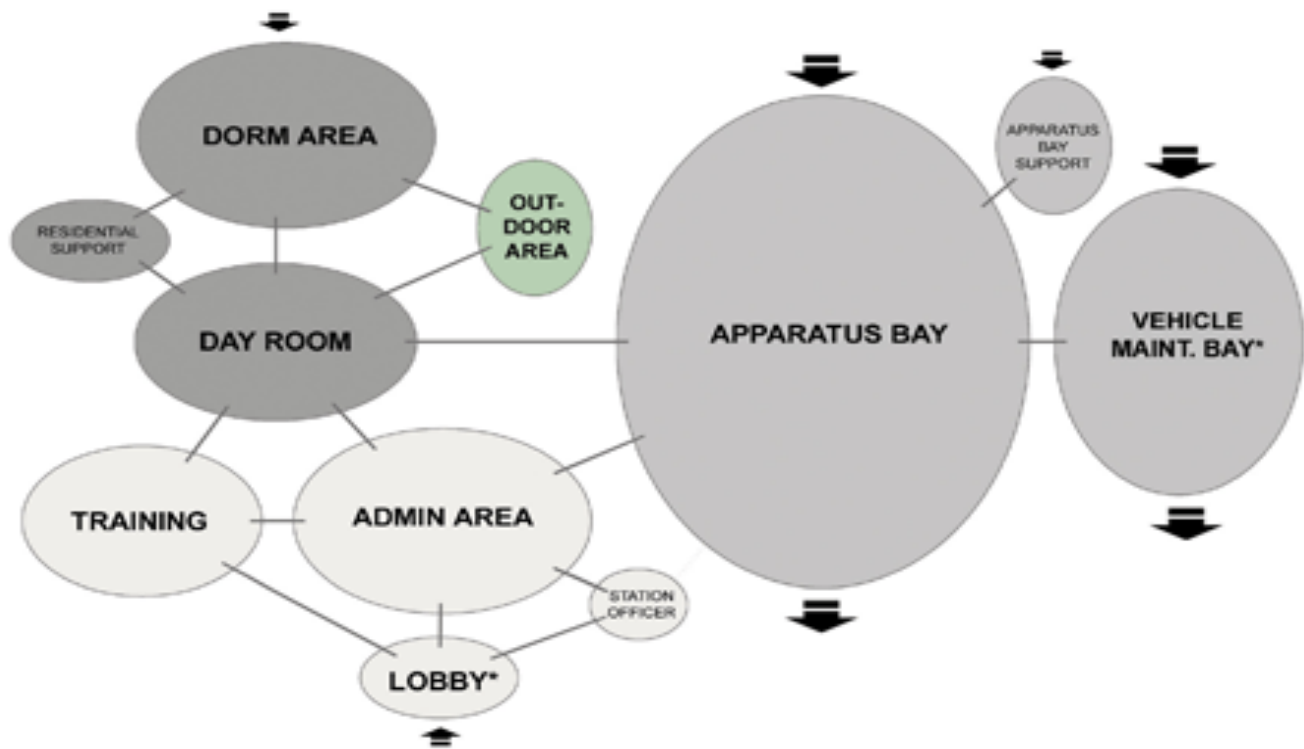 DORM AREA
RESIDENTIAL
SUPPORT
OUT-
DOOR
AREA
DAY ROOM
APPARATUS BAY
APPARATUS
BAY
SUPPORT
VEHICLE
MAINT. BAY*
TRAINING
ADMIN AREA
STATION
OFFICER
LOBBY*